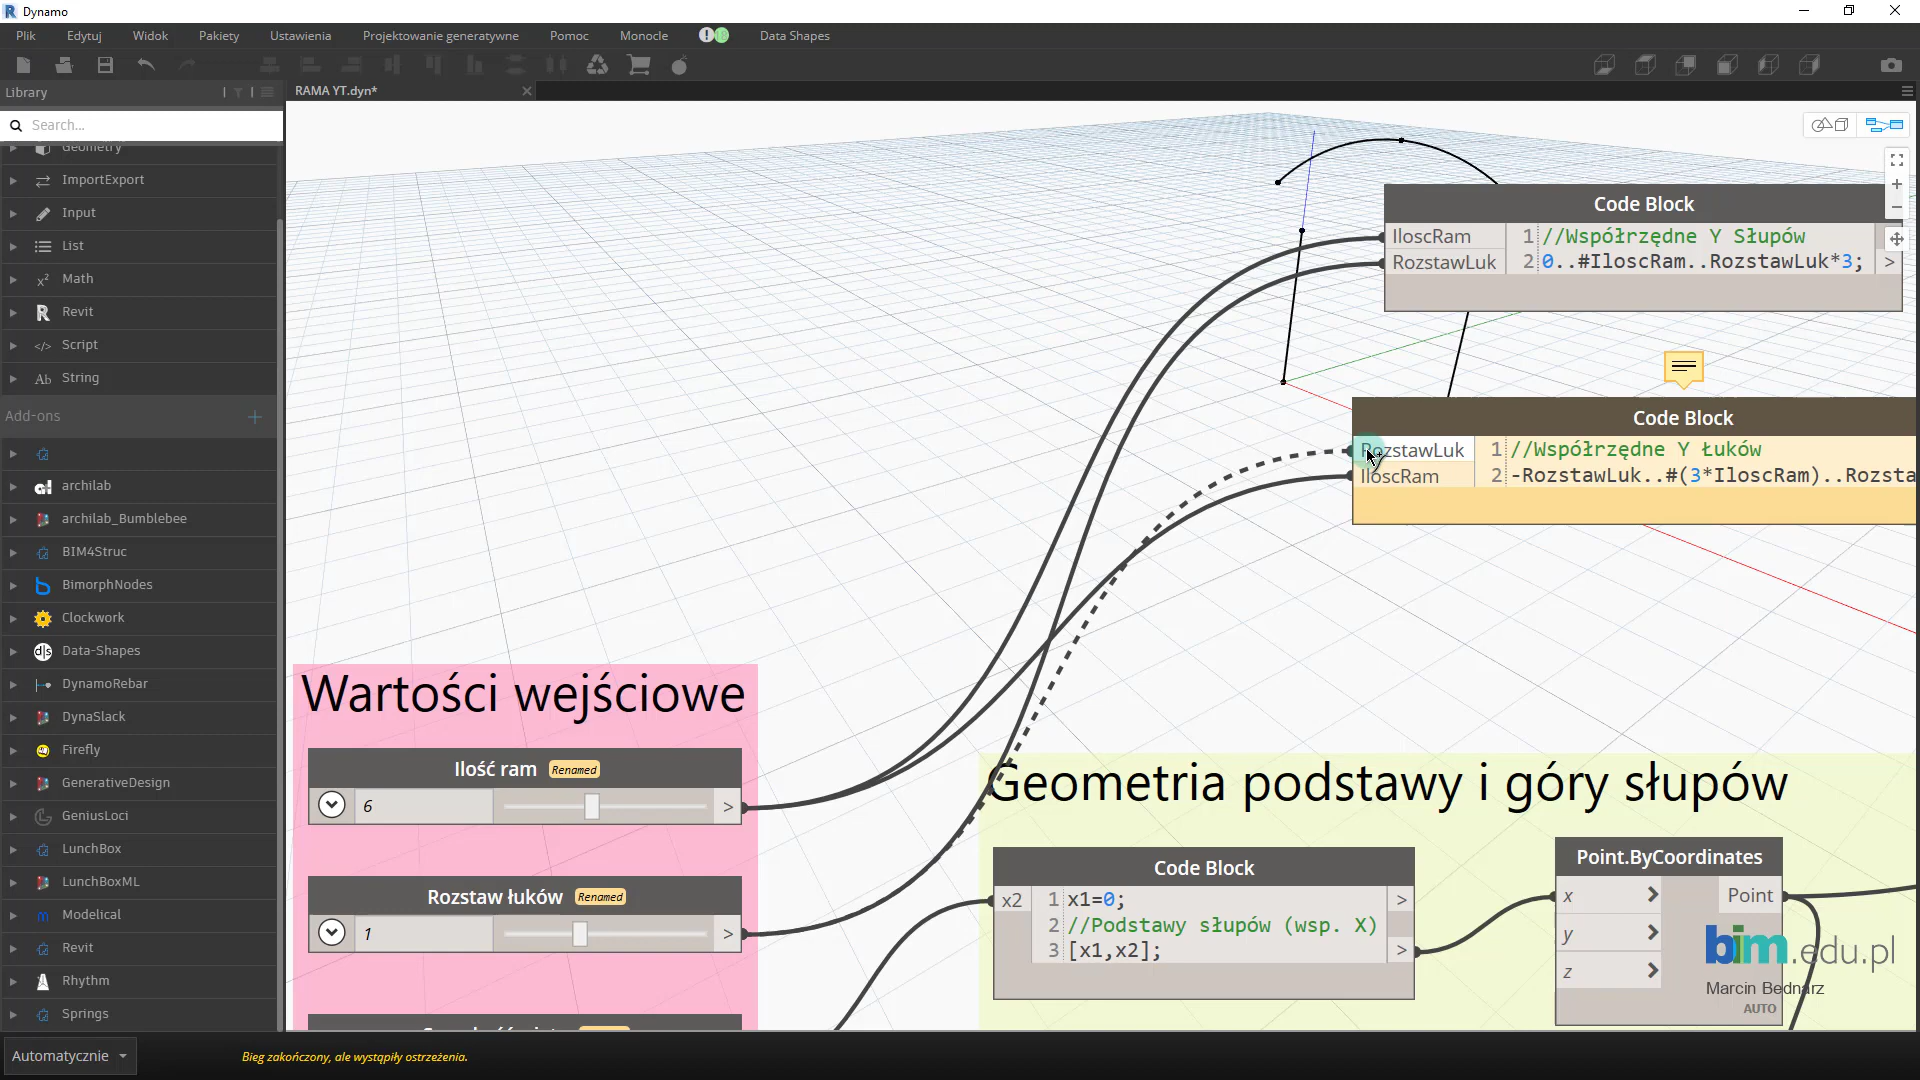 Dynamo
Plik
Edytuj
Widok
Pakiety
Ustawienia
Projektowanie generatywne
Pomoc
Monocle
Data Shapes
Library
RAMA YT.dyn*
Search...
Geometry
ImportExport
Input
List
Math
Revit
Script
String
Add-ons
archilab
archilab_Bumblebee
BIM4Struc
BimorphNodes
Clockwork
Data-Shapes
DynamoRebar
DynaSlack
Firefly
GenerativeDesign
GeniusLoci
LunchBox
LunchBoxML
Modelical
Revit
Rhythm
Springs
Code Block
IloscRam
1 //Współrzędne Y Słupów
RozstawLuk
2 0..#IloscRam..RozstawLuk*3;
>
Code Block
RozstawLuk
1 //Współrzędne Y Łuków
IloscRam
2 -RozstawLuk..#(3*IloscRam)..Rozsta
Wartości wejściowe
Ilość ram Renamed
6
>
Rozstaw łuków Renamed
1
>
Geometria podstawy i góry słupów
Code Block
x2
1 x1=0;
>
2 //Podstawy słupów (wsp. X)
3 [x1,x2];
>
Point.ByCoordinates
x
Point
y
z
AUTO
bim.edu.pl
Marcin Bednarz
Automatycznie
Bieg zakończony, ale wystąpiły ostrzeżenia.